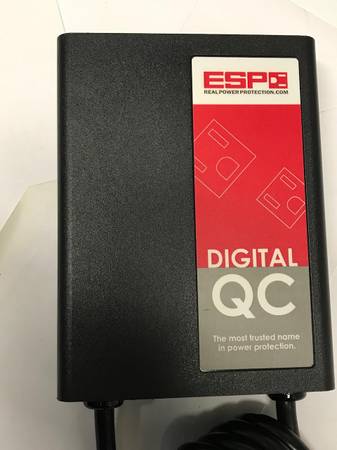 ESP
REALPOWERPROTECTION.COM
DIGITAL
QC
The most trusted name
in power protection.